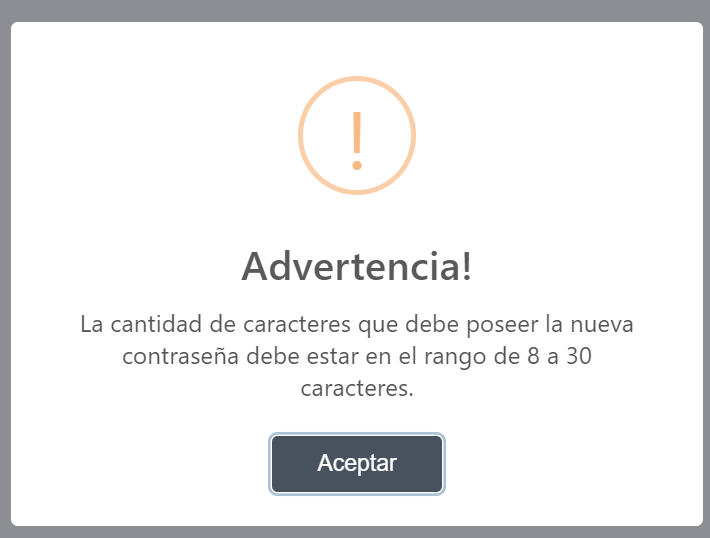 Advertencia!
La cantidad de caracteres que debe poseer la nueva
contraseña debe estar en el rango de 8 a 30
caracteres.
Aceptar